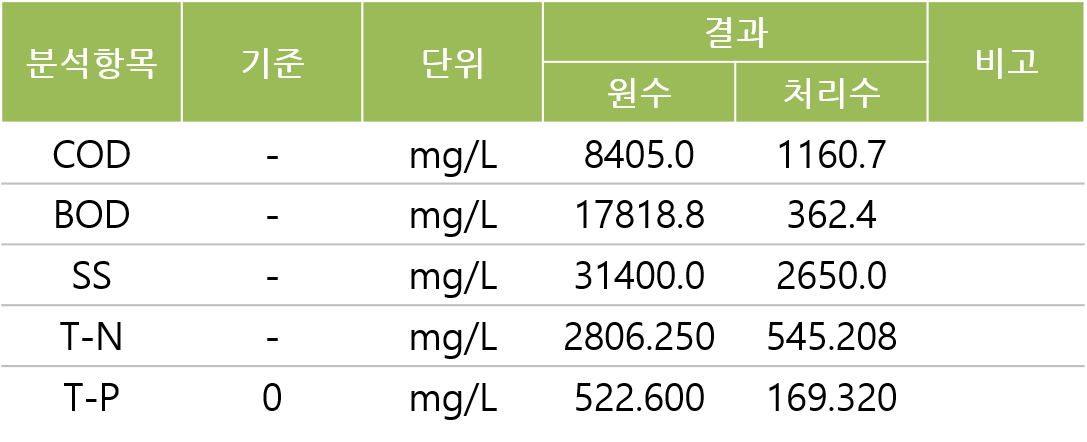 분석항목 기준 단위 결과 비고
원수 처리수
COD - mg/L 8405.0 1160.7
BOD - mg/L 17818.8 362.4
SS - mg/L 31400.0 2650.0
T-N - mg/L 2806.250 545.208
T-P 0 mg/L 522.600 169.320